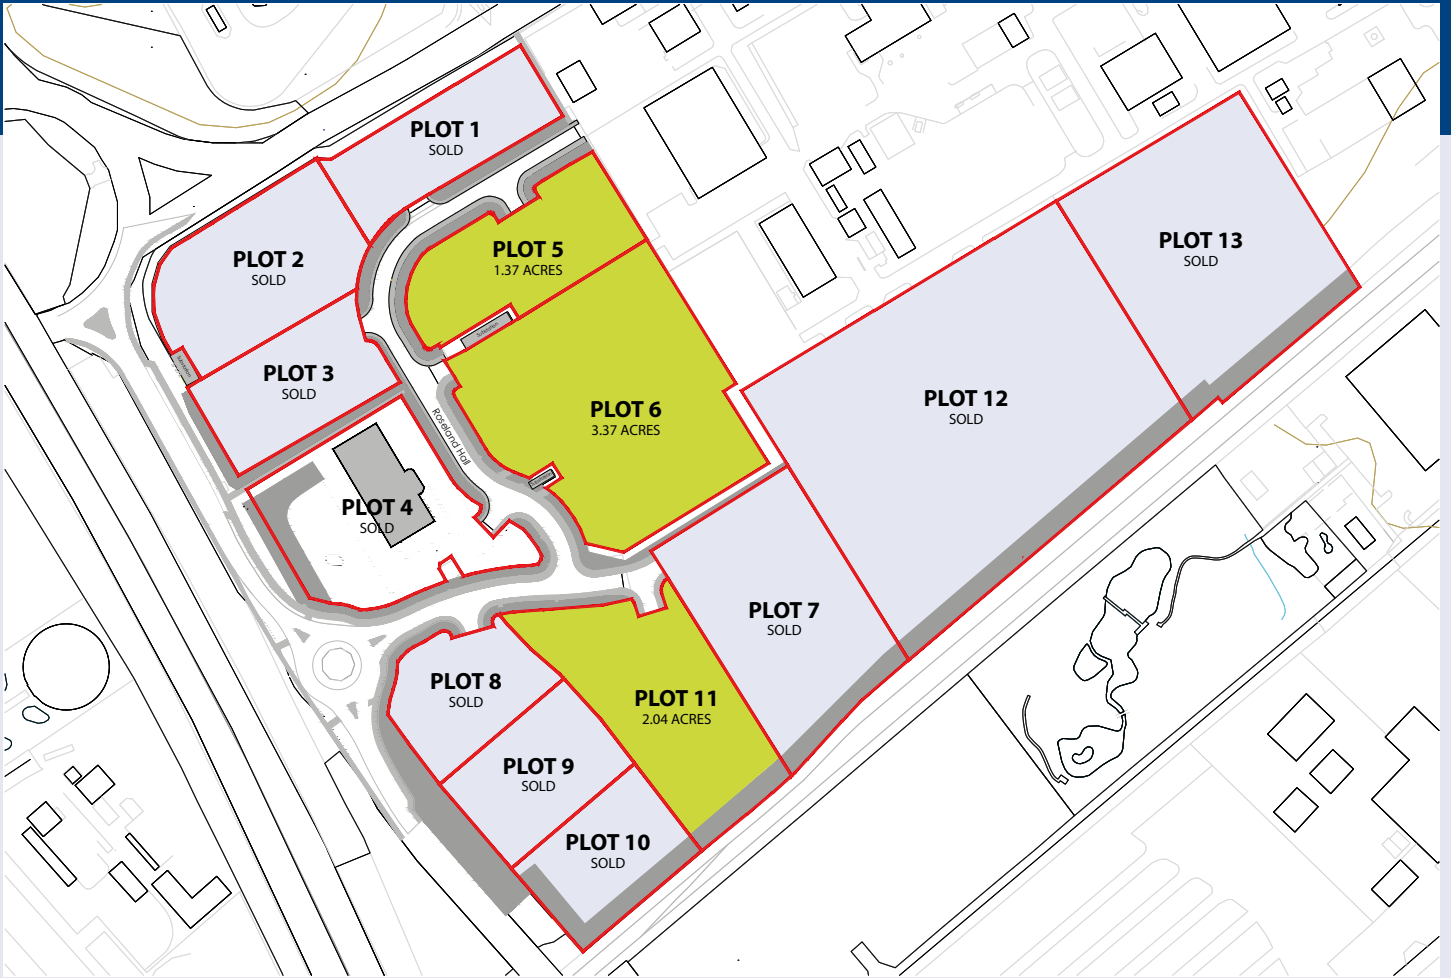 PLOT 1
SOLD
PLOT 2
SOLD
PLOT 5
1.37 ACRES
PLOT 13
SOLD
Substation
Substation
PLOT 3
SOLD
PLOT 6
3.37 ACRES
PLOT 12
SOLD
Roseland Hall
PLOT 4
SOLD
PLOT 7
SOLD
PLOT 8
SOLD
PLOT 11
2.04 ACRES
PLOT 9
SOLD
PLOT 10
SOLD